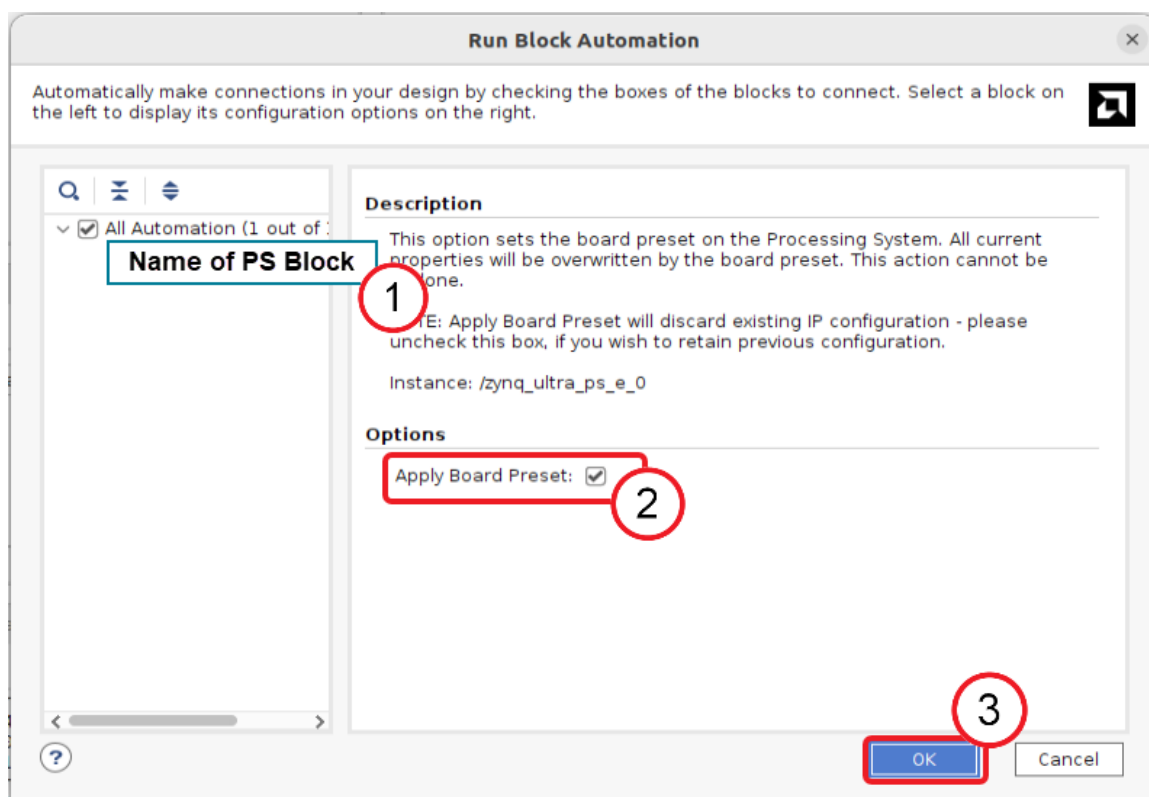 Run Block Automation
Automatically make connections in your design by checking the boxes of the blocks to connect. Select a block on
the left to display its configuration options on the right.
All Automation (1 out of
Name of PS Block
1
Description
This option sets the board preset on the Processing System. All current
properties will be overwritten by the board preset. This action cannot be
one.
TE: Apply Board Preset will discard existing IP configuration - please
uncheck this box, if you wish to retain previous configuration.
Instance: /zynq_ultra_ps_e_0
Options
Apply Board Preset:
2
3
?
OK
Cancel